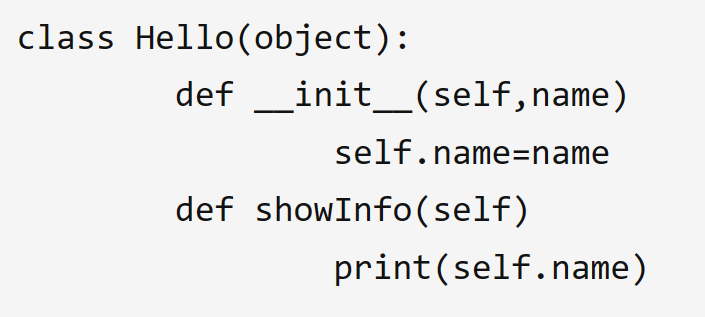 class Hello(object):
        def __init__(self,name)
                self.name=name
        def showInfo(self)
                print(self.name)